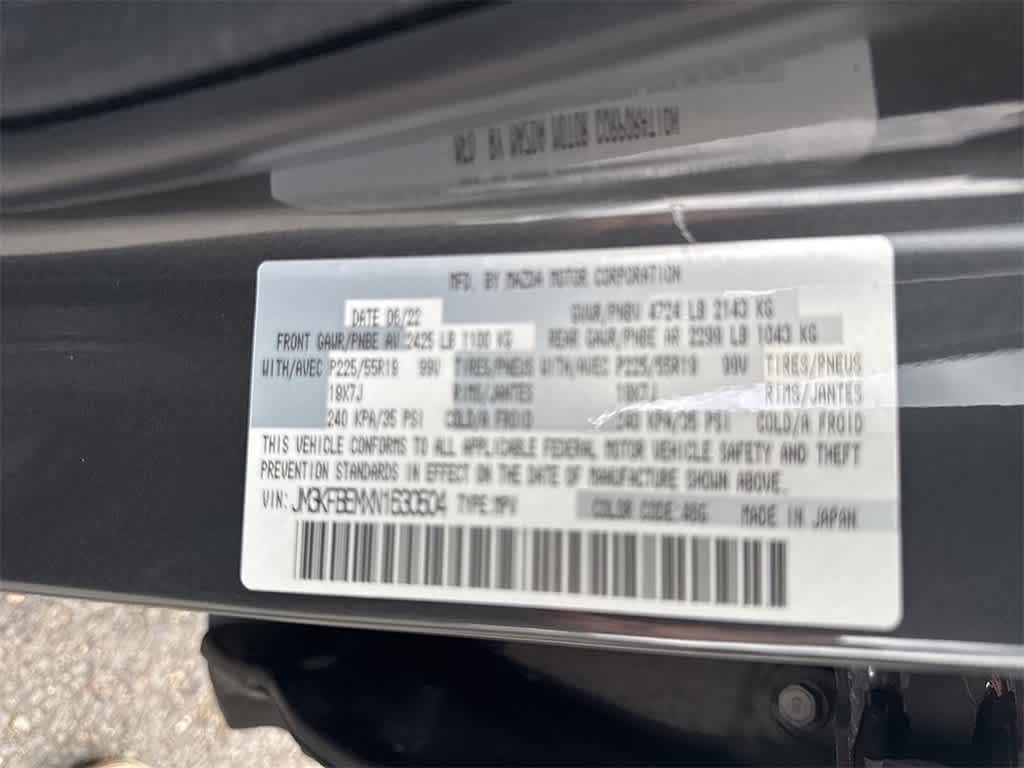 MFD. BY MAZDA MOTOR CORPORATION
DATE 06/22 GVWR/PNBV 4724 LB 2143 KG
FRONT GAWR/PNBE AV 2425 LB 1100 KG REAR GAWR/PNBE AR 2299 LB 1043 KG
WITH/AVEC P225/55R19 99V TIRES/PNEUS WITH/AVEC P225/55R19 99V TIRES/PNEUS
19X7J RIMS/JANTES 19X7J RIMS/JANTES
240 KPA/35 PSI COLD/A FROID 240 KPA/35 PSI COLD/A FROID
THIS VEHICLE CONFORMS TO ALL APPLICABLE FEDERAL MOTOR VEHICLE SAFETY AND THEFT
PREVENTION STANDARDS IN EFFECT ON THE DATE OF MANUFACTURE SHOWN ABOVE.
VIN: TYPE:MPV COLOR CODE:46G MADE IN JAPAN